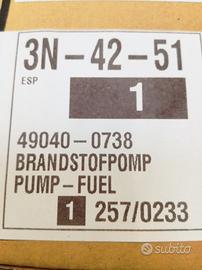 3N-42-51
ESP
1
49040-0738
BRANDSTOFPOMP
PUMP-FUEL
1 257/0233
subito